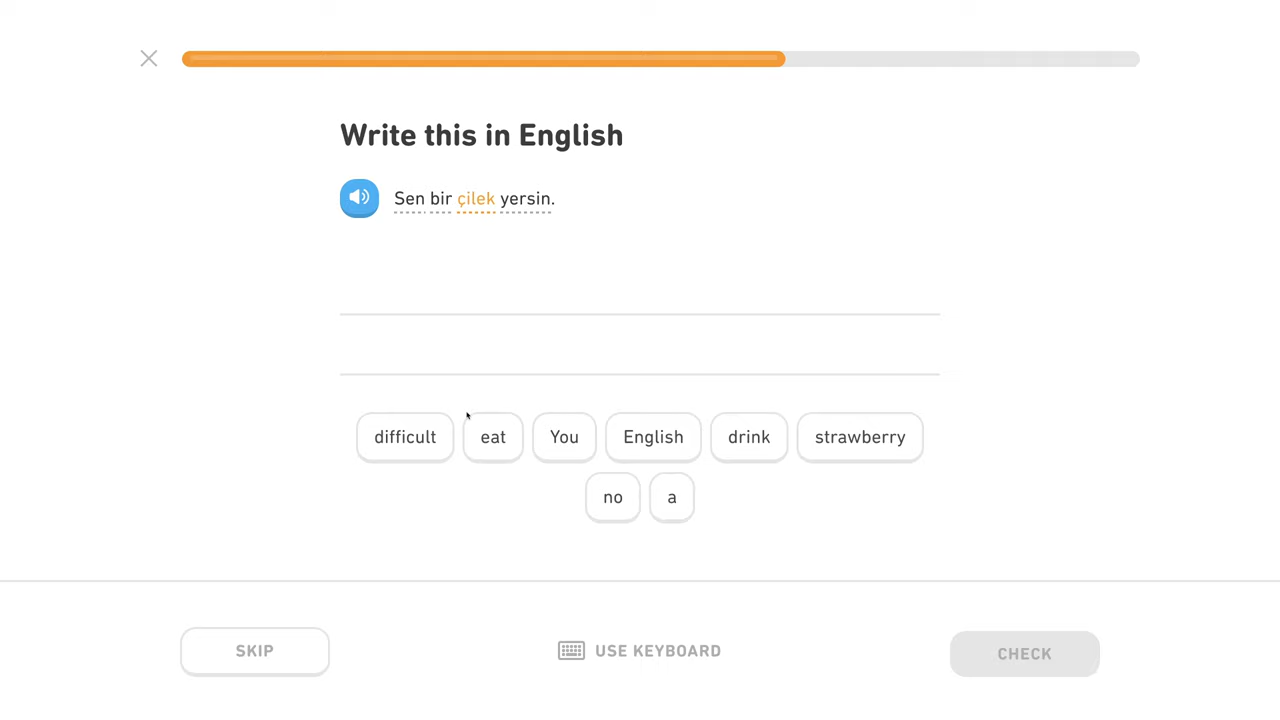 Write this in English
Sen bir çilek yersin.
difficult eat You English drink strawberry
no a
SKIP USE KEYBOARD CHECK